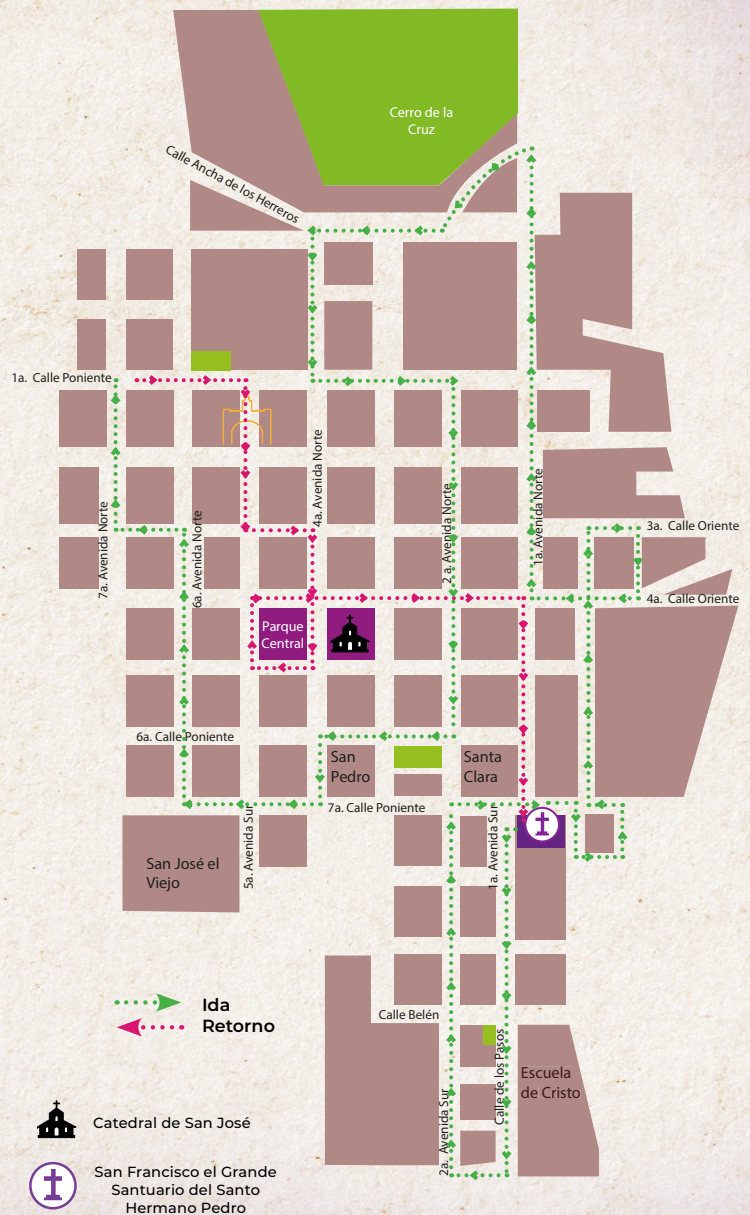 Cerro de la
Cruz
Calle Ancha de los Herreros
1a. Calle Poniente
4a. Avenida Norte
2 a. Avenida Norte
1a. Avenida Norte
7a. Avenida Norte
6a. Avenida Norte
3a. Calle Oriente
4a. Calle Oriente
Parque
Central
6a. Calle Poniente
San
Pedro
Santa
Clara
7a. Calle Poniente
5a. Avenida Sur
1a. Avenida Sur
San José el
Viejo
Calle Belén
Calle de los Pasos
2a. Avenida Sur
Escuela
de Cristo
Ida
Retorno
Catedral de San José
San Francisco el Grande
Santuario del Santo
Hermano Pedro